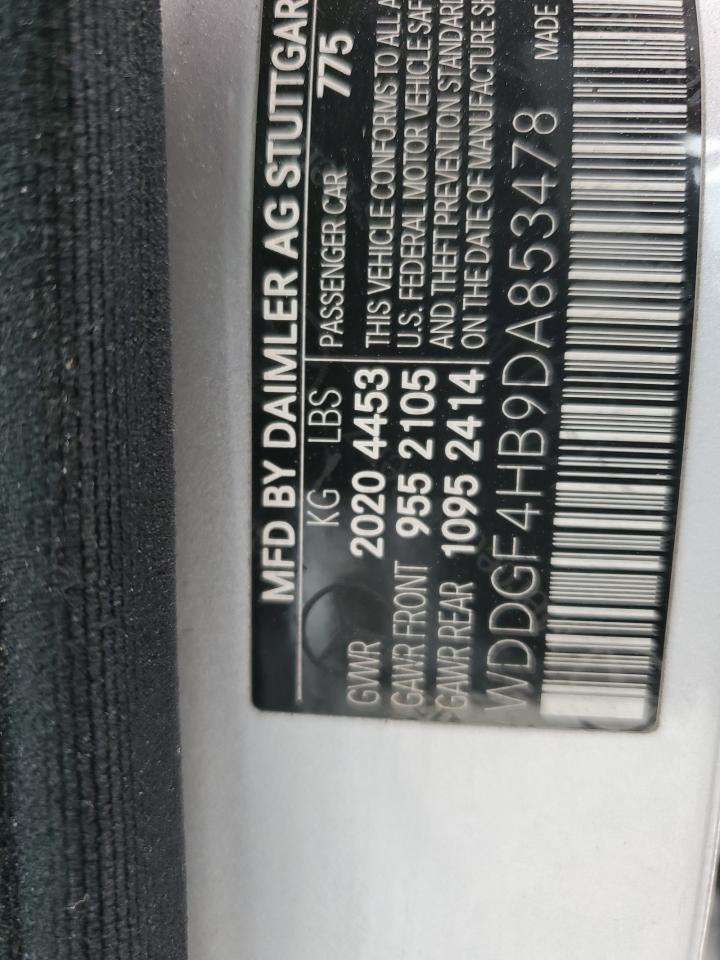 MFD BY DAIMLER AG STUTTGAR
KG LBS PASSENGER CAR 775
GVWR 2020 4453 THIS VEHICLE CONFORMS TO ALL A
GAWR FRONT 955 2105 U.S. FEDERAL MOTOR VEHICLE SAF
GAWR REAR 1095 2414 AND THEFT PREVENTION STANDARD
ON THE DATE OF MANUFACTURE SH
WDDGF4HB9DA853478 MADE